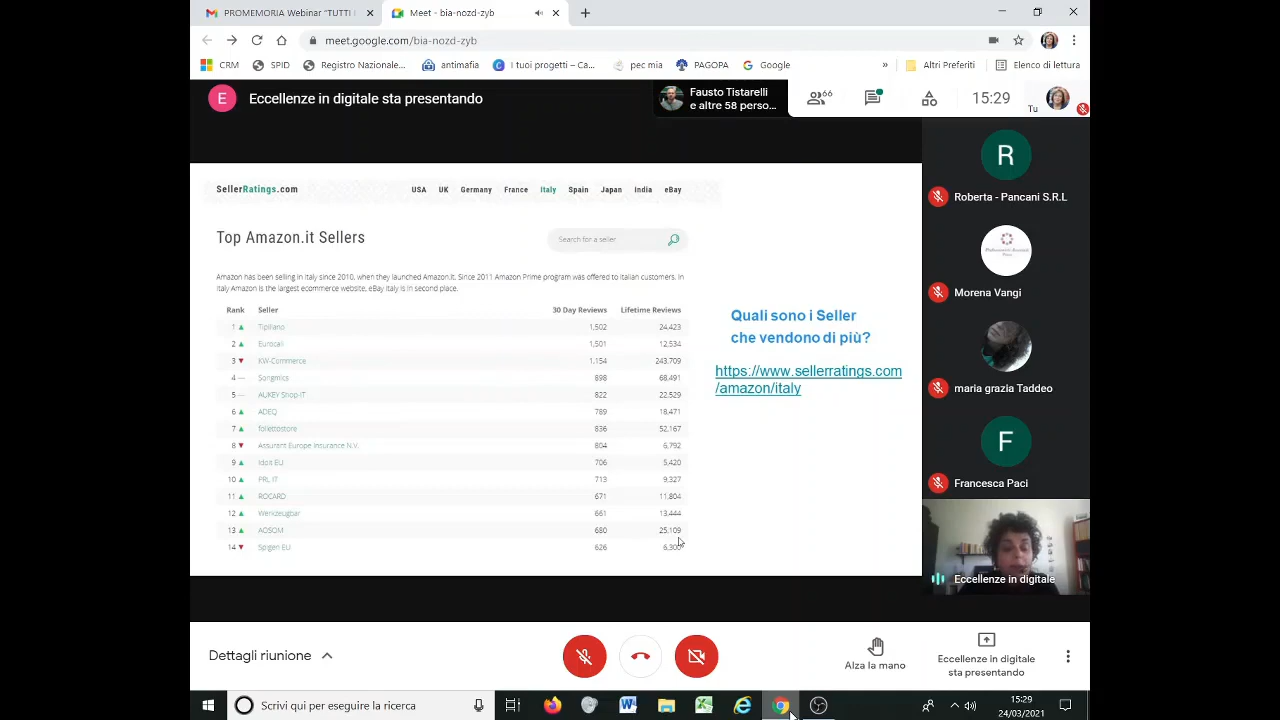 PROMEMORIA Webinar "TUTTI I
Meet - bia-nozd-zyb
meet.google.com/bia-nozd-zyb
CRM
SPID
Registro Nazionale...
antimafia
I tuoi progetti – Ca...
pec mia
PAGOPA
Google
»
Altri Preferiti
Elenco di lettura
E
Eccellenze in digitale sta presentando
Fausto Tistarelli
e altre 58 perso...
66
15:29
Tu
SellerRatings.com
USA UK Germany France Italy Spain Japan India eBay
Top Amazon.it Sellers
Search for a seller
Amazon has been selling in Italy since 2010, when they launched Amazon.it. Since 2011 Amazon Prime program was offered to italian customers. In
Italy Amazon is the largest ecommerce website, eBay Italy is in second place.
Rank Seller 30 Day Reviews Lifetime Reviews
1 Tipiliano 1,502 24,423
2 Eurocali 1,501 12,534
3 KW-Commerce 1,154 243,709
4 Songmics 898 68,491
5 AUKEY Shop-IT 822 22,529
6 ADEQ 789 18,471
7 follettostore 836 52,167
8 Assurant Europe Insurance N.V. 804 6,792
9 Idoit EU 706 5,420
10 PRL IT 713 9,327
11 ROCARD 671 11,804
12 Werkzeugbar 661 13,444
13 AOSOM 680 25,109
14 Spigen EU 626 6,300
Quali sono i Seller
che vendono di più?
https://www.sellerratings.com
/amazon/italy
R
Roberta - Pancani S.R.L
Morena Vangi
maria grazia Taddeo
F
Francesca Paci
Eccellenze in digitale
Dettagli riunione
Alza la mano
Eccellenze in digitale
sta presentando
Scrivi qui per eseguire la ricerca
15:29
24/03/2021